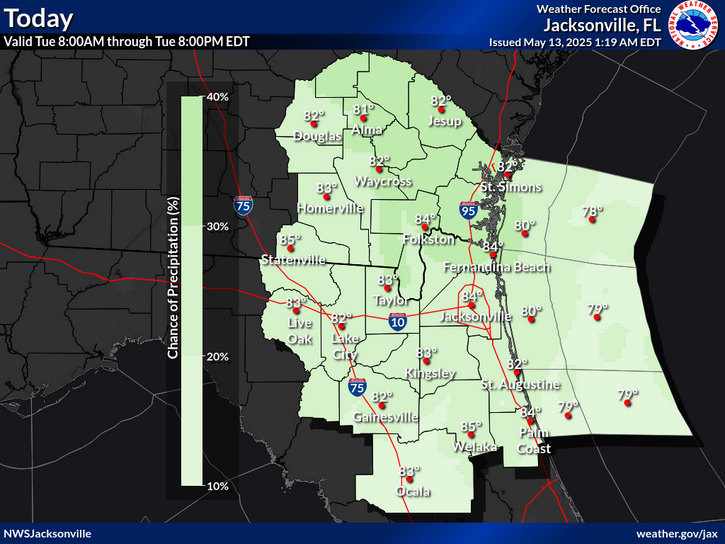 Today
Valid Tue 8:00AM through Tue 8:00PM EDT
Weather Forecast Office
Jacksonville, FL
Issued May 13, 2025 1:19 AM EDT
NATIONAL WEATHER SERVICE
40%
30%
20%
10%
Chance of Precipitation (%)
82°
Douglas
81°
Alma
82°
Jesup
82°
Waycross
82°
St. Simons
83°
Homerville
75
95
84°
Folkston
80°
78°
85°
Statenville
84°
Fernandina Beach
83°
Taylor
83°
Live
Oak
82°
Lake
City
10
84°
Jacksonville
80°
79°
83°
Kingsley
82°
St. Augustine
75
82°
Gainesville
85°
Welaka
84°
Palm
Coast
79°
79°
83°
Ocala
NWSJacksonville
weather.gov/jax